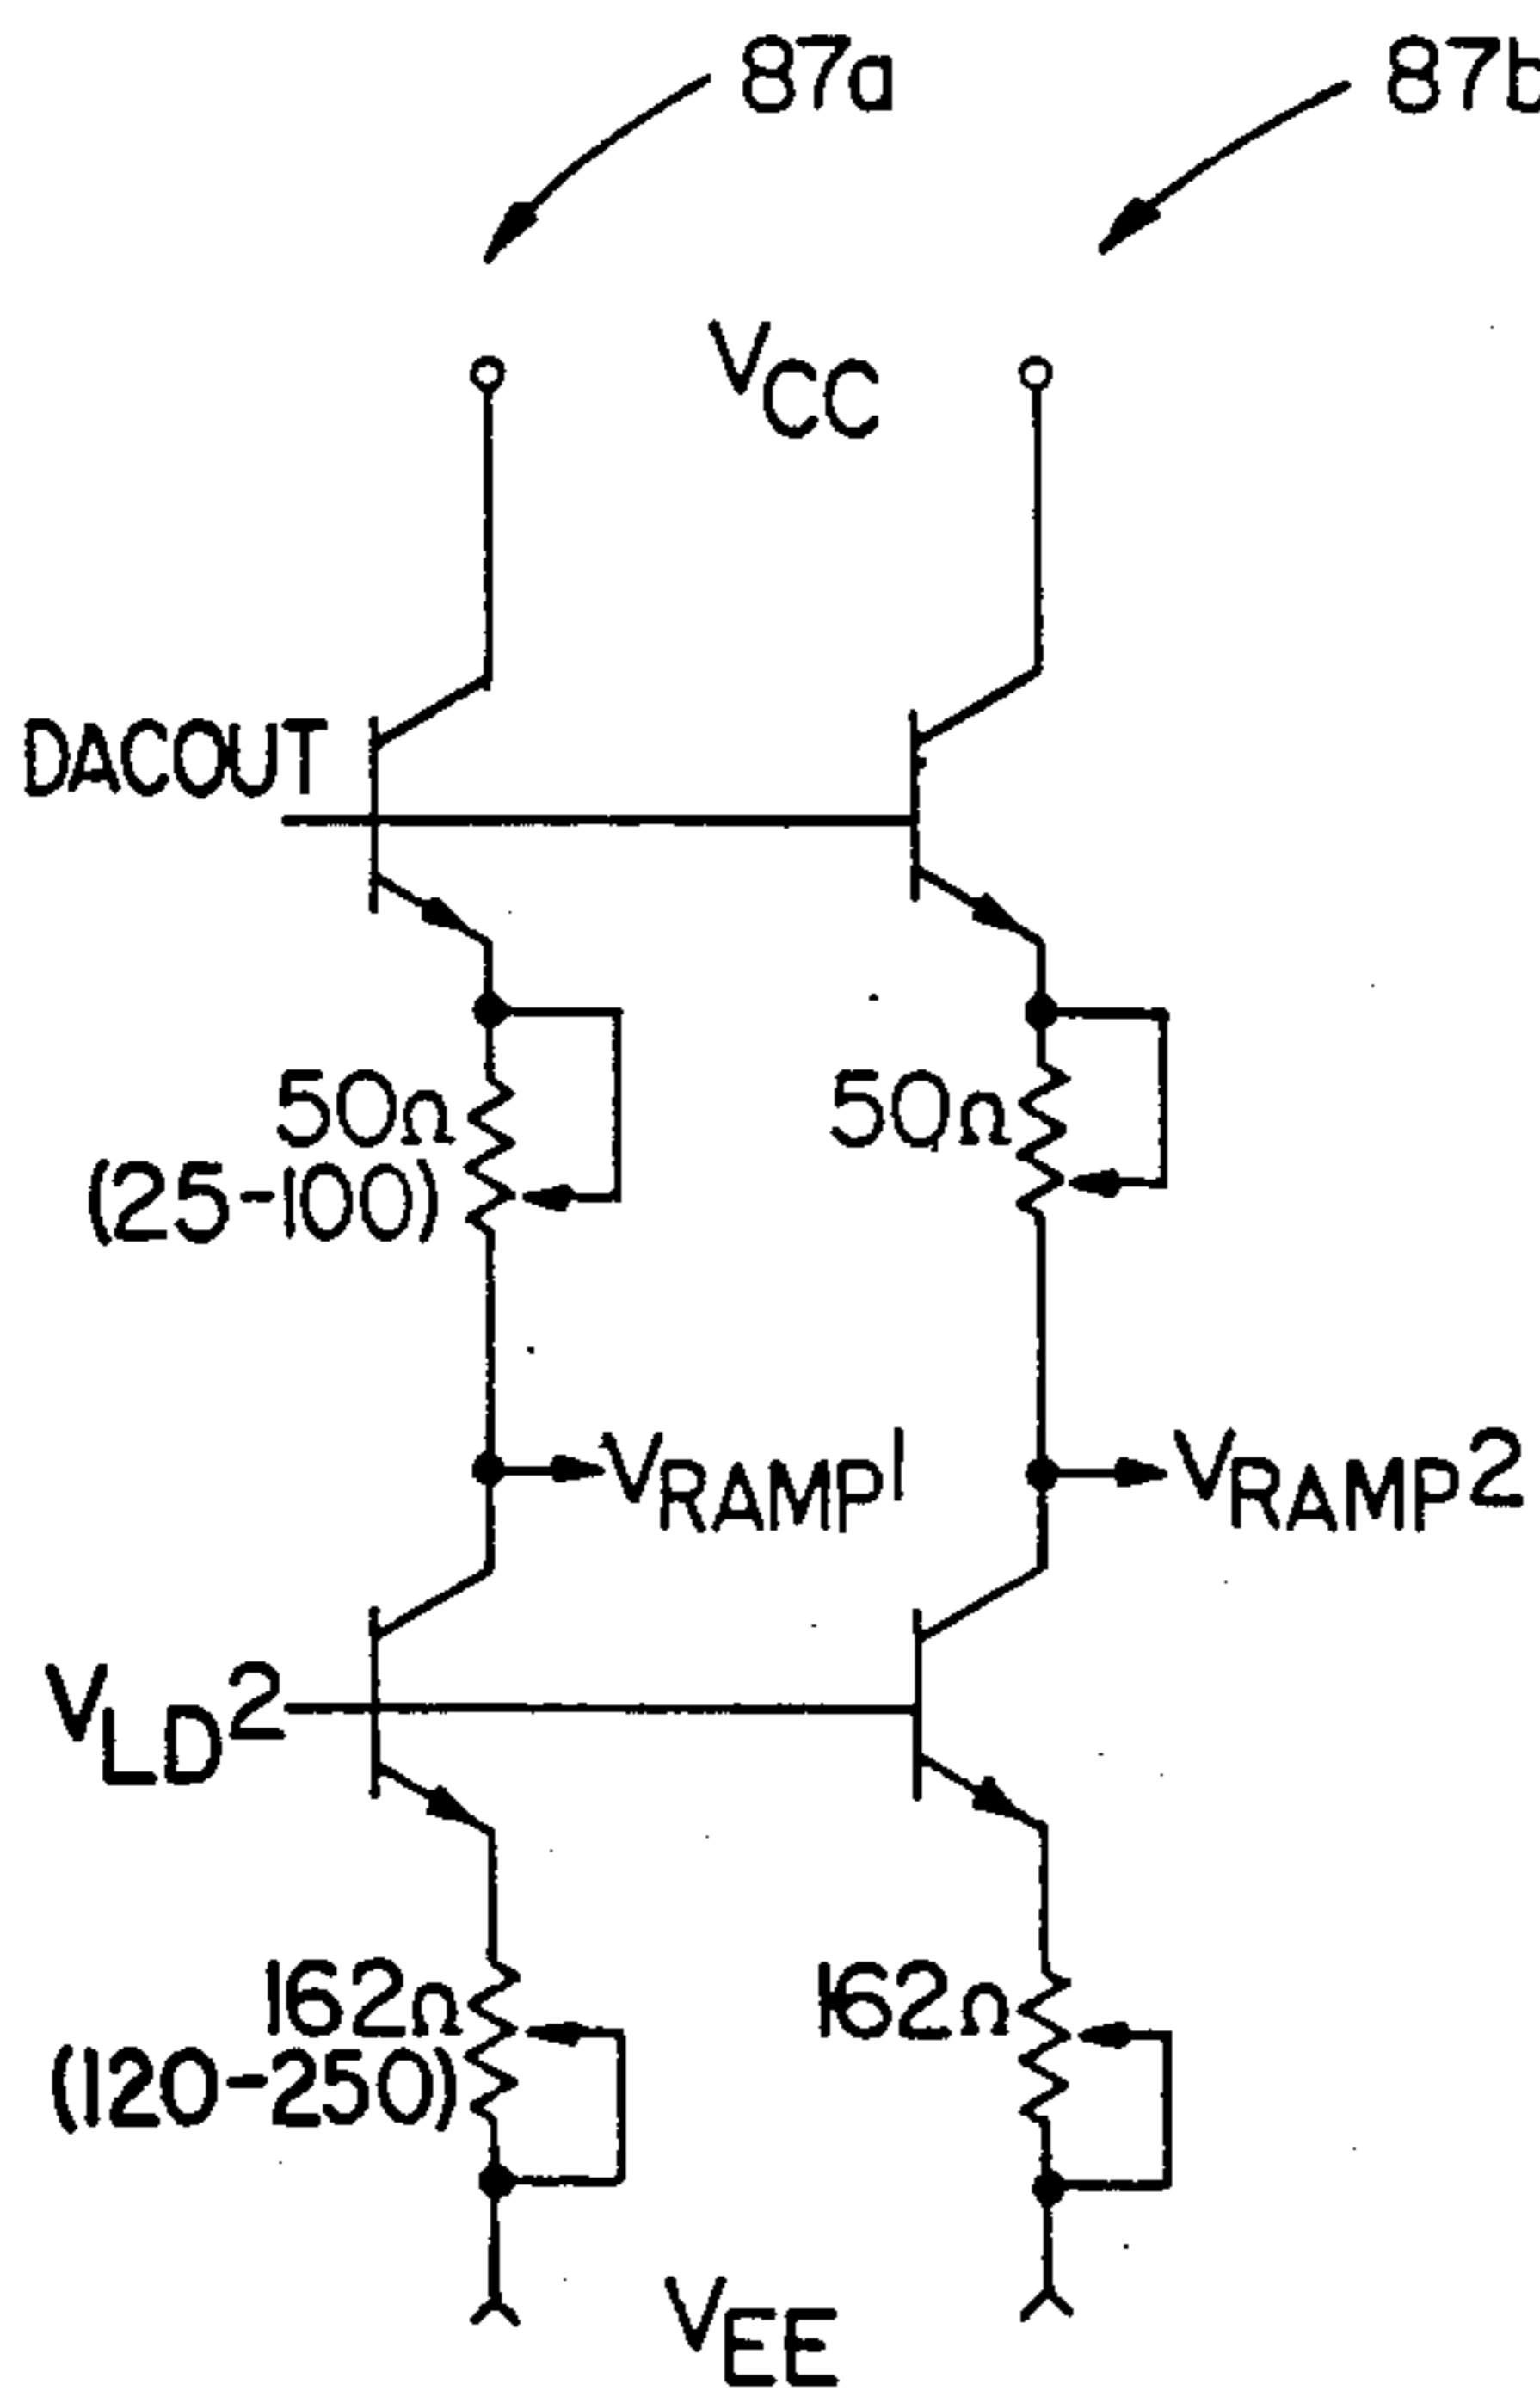 87a
87b
VCC
DACOUT
50Ω
(25-100)
50Ω
VRAMP1
VRAMP2
VLD2
162Ω
(120-250)
162Ω
VEE